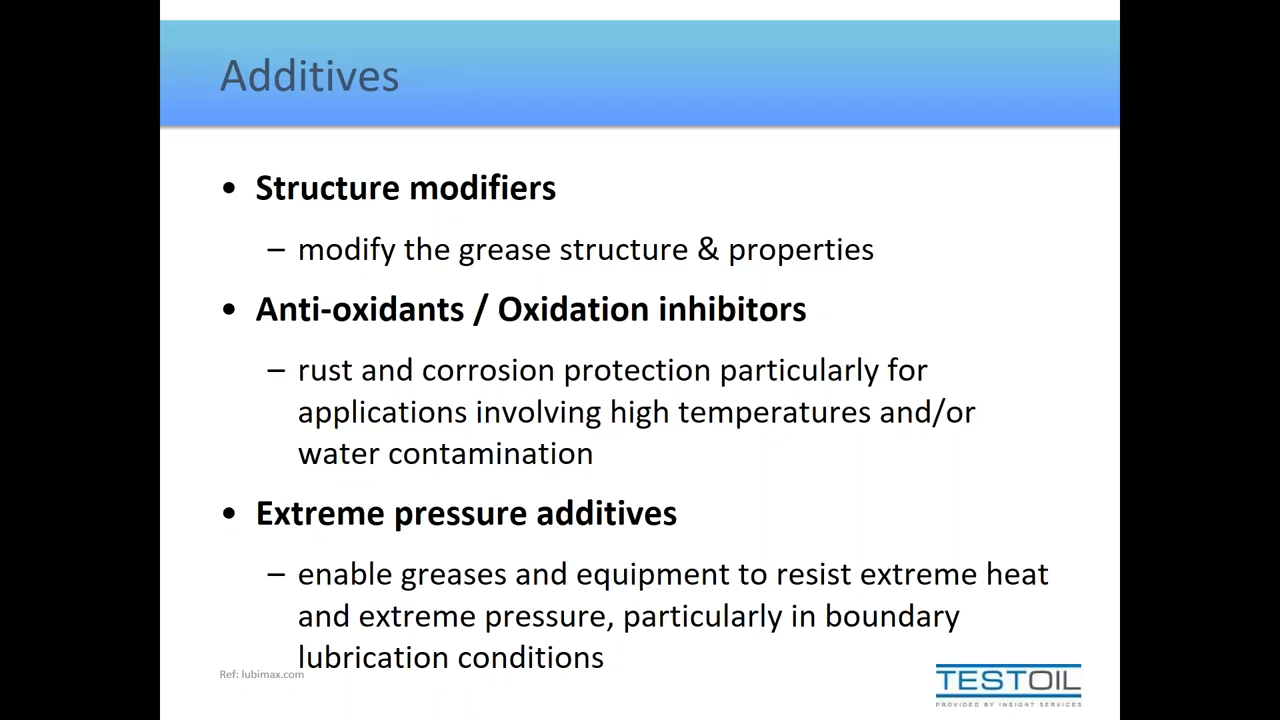 Additives
• Structure modifiers
– modify the grease structure & properties
• Anti-oxidants / Oxidation inhibitors
– rust and corrosion protection particularly for
applications involving high temperatures and/or
water contamination
• Extreme pressure additives
– enable greases and equipment to resist extreme heat
and extreme pressure, particularly in boundary
lubrication conditions
Ref: lubimax.com
TESTOIL
PROVIDED BY INSIGHT SERVICES